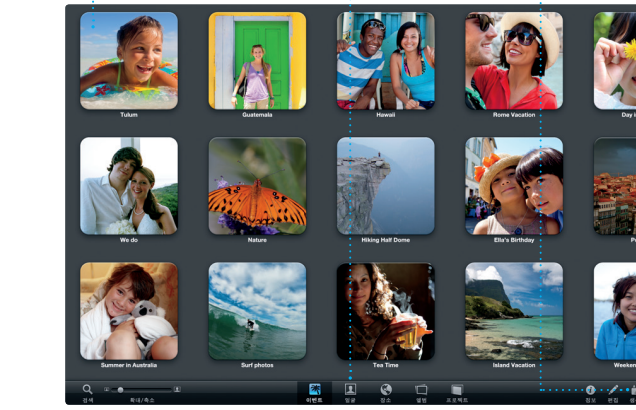 Tulum
Guatemala
Hawaii
Rome Vacation
Day i
We do
Nature
Hiking Half Dome
Ella's Birthday
Summer in Australia
Surf photos
Tea Time
Island Vacation
Weeke
검색
확대/축소
이벤트
얼굴
장소
앨범
프로젝트
정보
편집